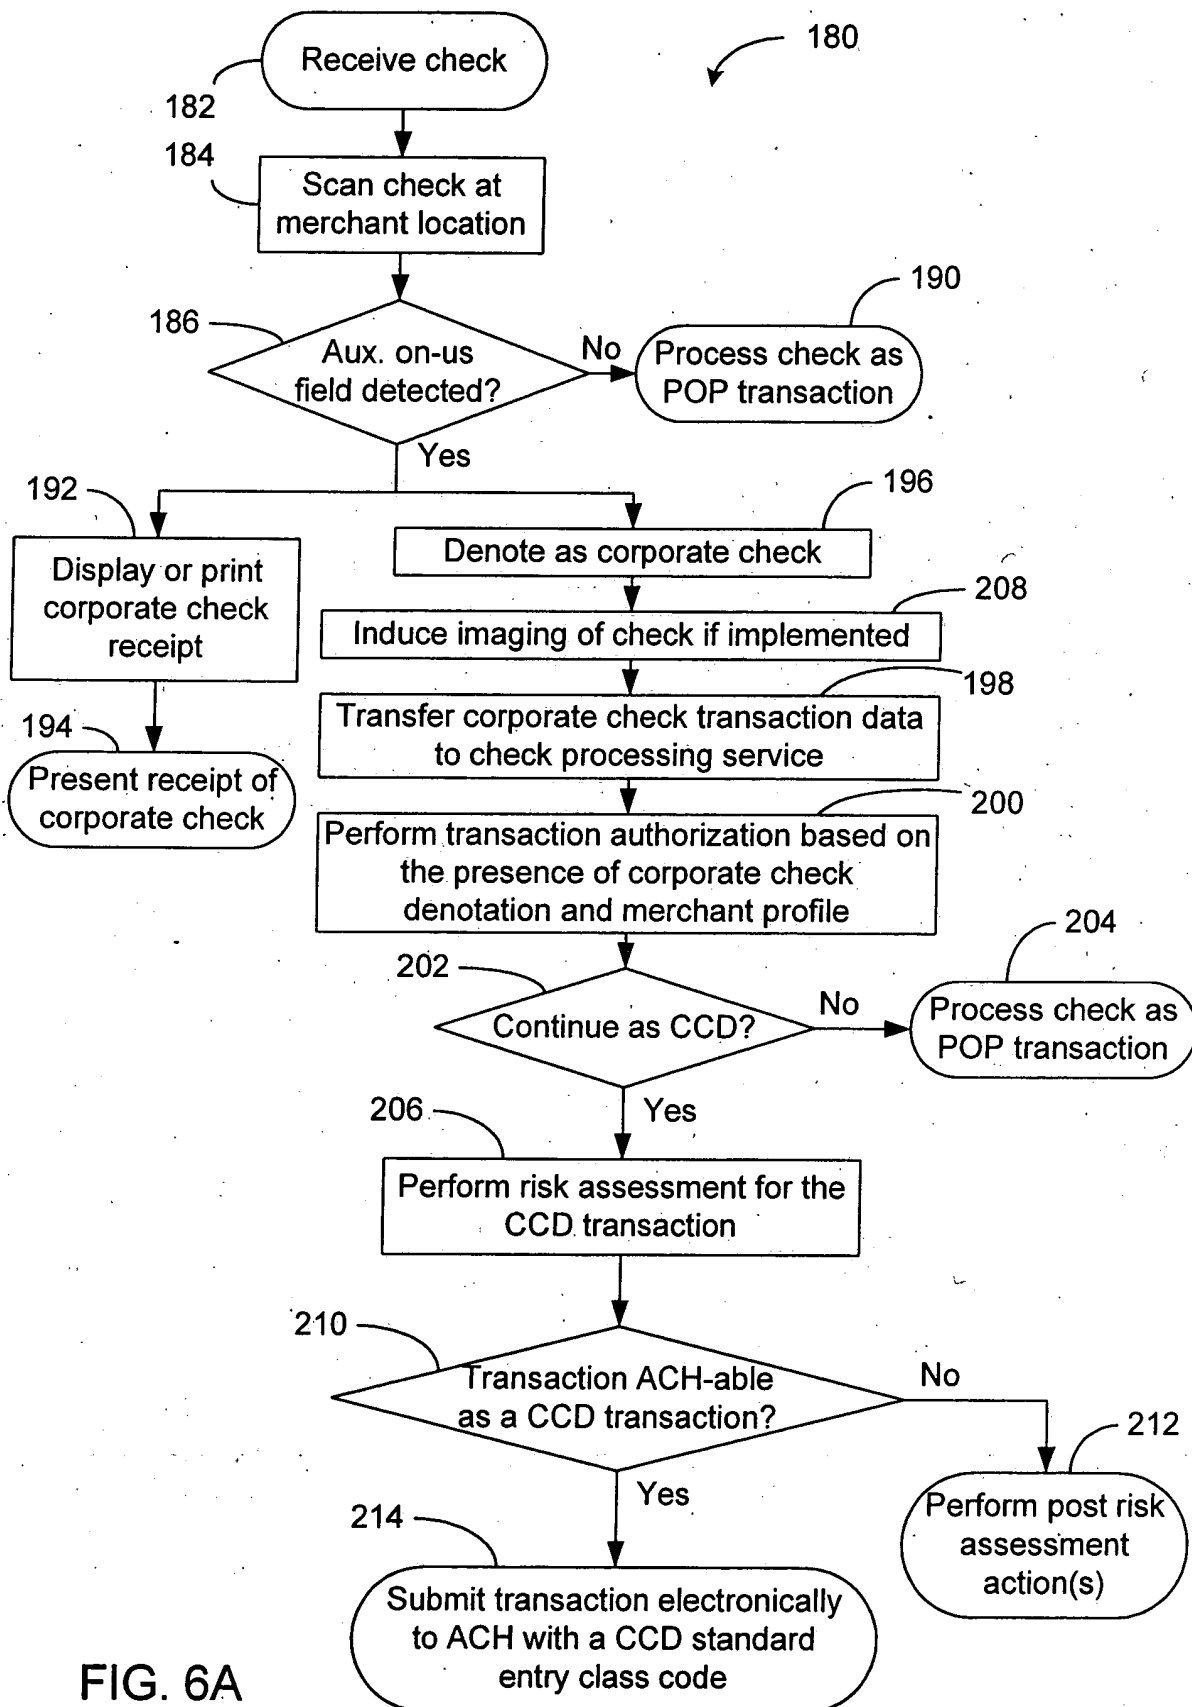 180
Receive check
182
184
Scan check at
merchant location
190
186
Aux. on-us
field detected?
No
Process check as
POP transaction
Yes
192
196
Display or print
corporate check
receipt
Denote as corporate check
208
Induce imaging of check if implemented
198
Transfer corporate check transaction data
to check processing service
194
Present receipt of
corporate check
200
Perform transaction authorization based on
the presence of corporate check
denotation and merchant profile
204
202
Continue as CCD?
No
Process check as
POP transaction
Yes
206
Perform risk assessment for the
CCD transaction
210
Transaction ACH-able
as a CCD transaction?
No
212
Yes
Perform post risk
assessment
action(s)
214
Submit transaction electronically
to ACH with a CCD standard
entry class code
FIG. 6A